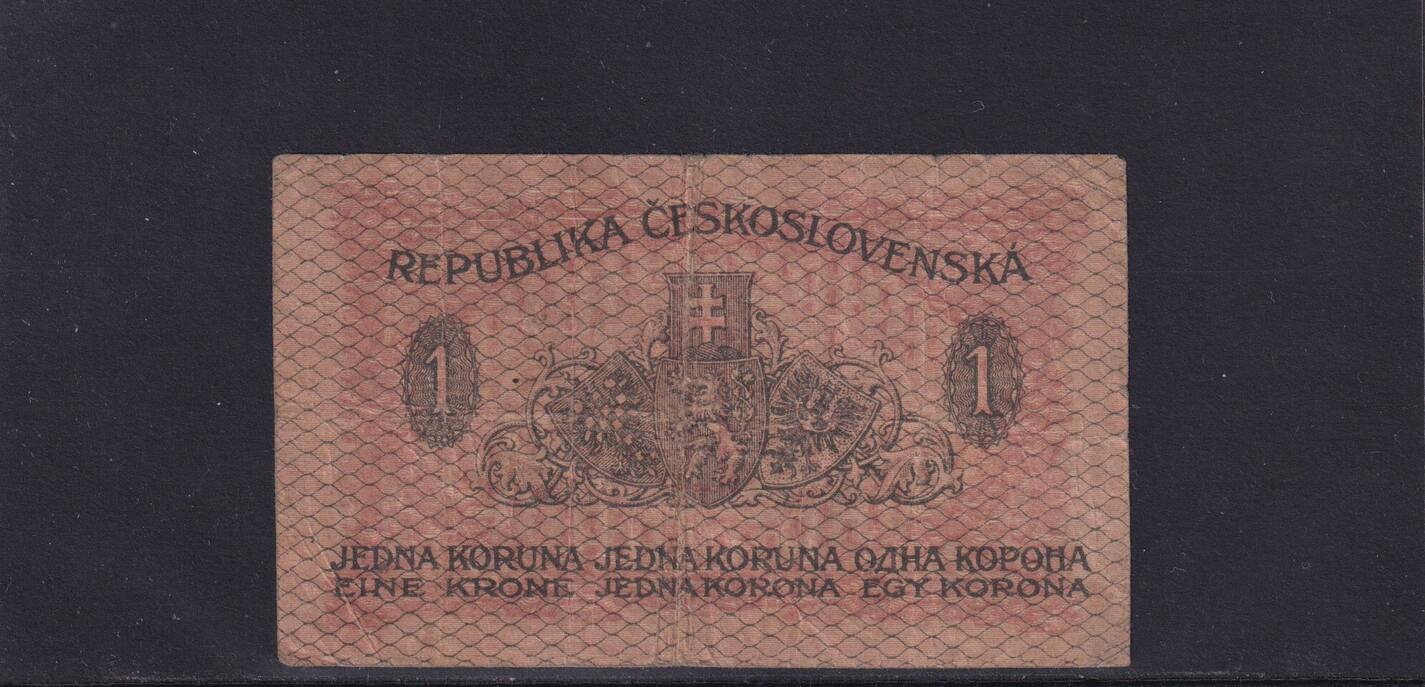 REPUBLIKA ČESKOSLOVENSKÁ
1 1
JEDNA KORUNA JEDNA KORUNA ОДНА КОРОНА
EINE KRONE JEDNA KORONA EGY KORONA